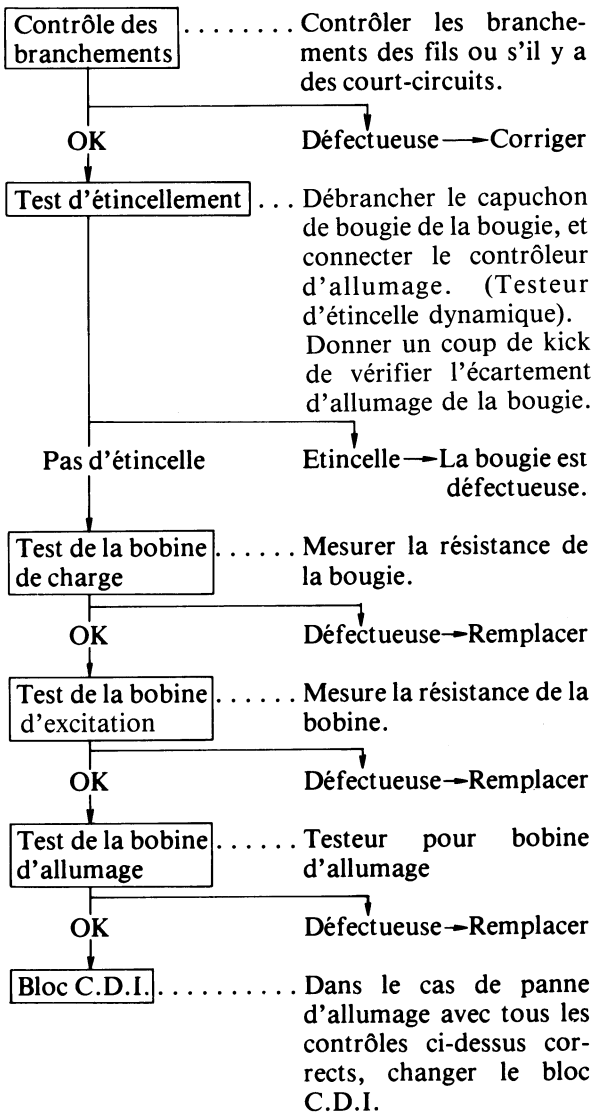 Contrôle des branchements ........ Contrôler les branche-
ments des fils ou s'il y a
des court-circuits.
OK
Défectueuse → Corriger
Test d'étincellement ... Débrancher le capuchon
de bougie de la bougie, et
connecter le contrôleur
d'allumage. (Testeur
d'étincelle dynamique).
Donner un coup de kick
de vérifier l'écartement
d'allumage de la bougie.
Pas d'étincelle
Etincelle → La bougie est
défectueuse.
Test de la bobine
de charge
....... Mesurer la résistance de
la bougie.
OK
Défectueuse → Remplacer
Test de la bobine
d'excitation
...... Mesure la résistance de la
bobine.
OK
Défectueuse → Remplacer
Test de la bobine
d'allumage
...... Testeur pour bobine
d'allumage
OK
Défectueuse → Remplacer
Bloc C.D.I. .......... Dans le cas de panne
d'allumage avec tous les
contrôles ci-dessus cor-
rects, changer le bloc
C.D.I.